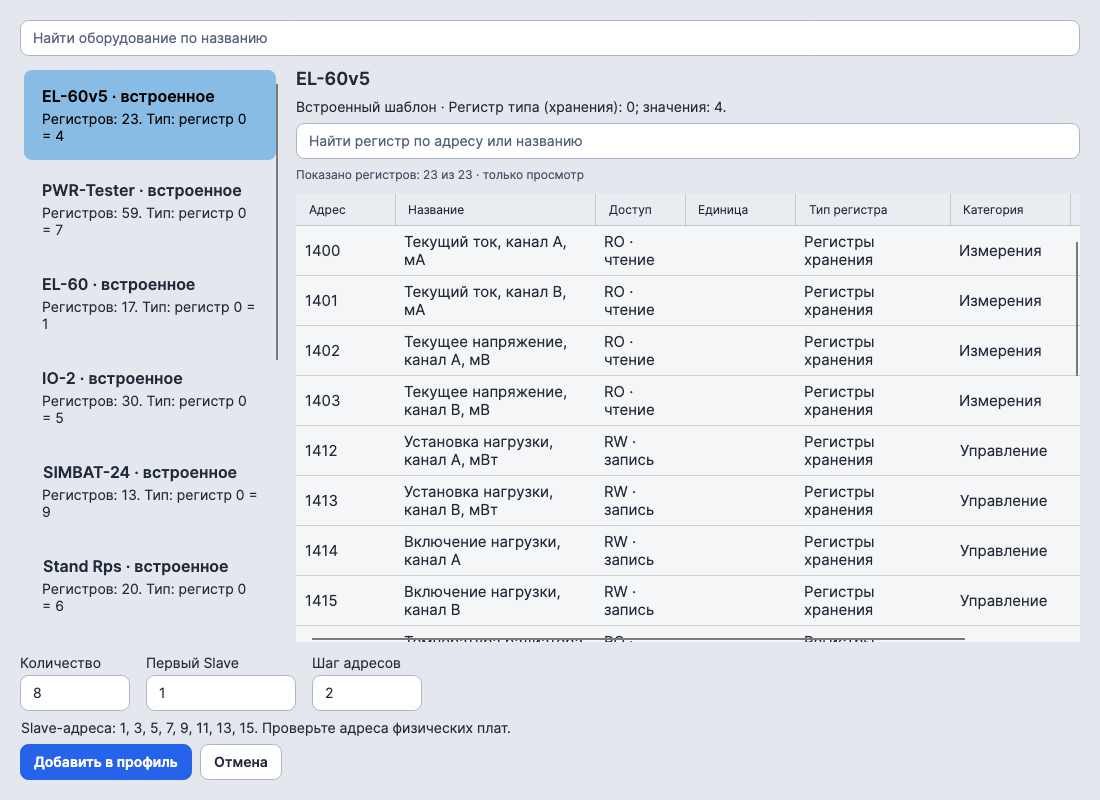 Найти оборудование по названию
EL-60v5 · встроенное
Регистров: 23. Тип: регистр 0
= 4
PWR-Tester · встроенное
Регистров: 59. Тип: регистр 0
= 7
EL-60 · встроенное
Регистров: 17. Тип: регистр 0 =
1
IO-2 · встроенное
Регистров: 30. Тип: регистр 0
= 5
SIMBAT-24 · встроенное
Регистров: 13. Тип: регистр 0 =
9
Stand Rps · встроенное
Регистров: 20. Тип: регистр 0
= 6
EL-60v5
Встроенный шаблон · Регистр типа (хранения): 0; значения: 4.
Найти регистр по адресу или названию
Показано регистров: 23 из 23 · только просмотр
Адрес Название Доступ Единица Тип регистра Категория
1400 Текущий ток, канал A, мА RO · чтение Регистры хранения Измерения
1401 Текущий ток, канал B, мА RO · чтение Регистры хранения Измерения
1402 Текущее напряжение, канал A, мВ RO · чтение Регистры хранения Измерения
1403 Текущее напряжение, канал B, мВ RO · чтение Регистры хранения Измерения
1412 Установка нагрузки, канал A, мВт RW · запись Регистры хранения Управление
1413 Установка нагрузки, канал B, мВт RW · запись Регистры хранения Управление
1414 Включение нагрузки, канал A RW · запись Регистры хранения Управление
1415 Включение нагрузки, канал B RW · запись Регистры хранения Управление
Количество Первый Slave Шаг адресов
8 1 2
Slave-адреса: 1, 3, 5, 7, 9, 11, 13, 15. Проверьте адреса физических плат.
Добавить в профиль Отмена